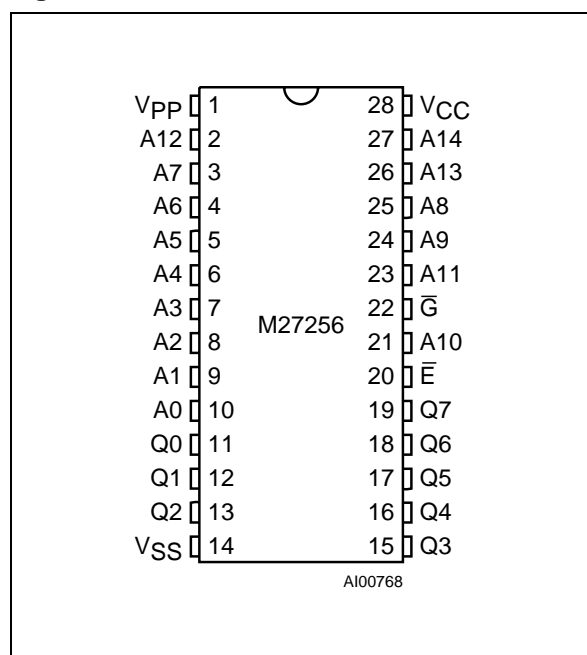 VPP 1 28 VCC
A12 2 27 A14
A7 3 26 A13
A6 4 25 A8
A5 5 24 A9
A4 6 23 A11
A3 7 22 G̅
M27256
A2 8 21 A10
A1 9 20 E̅
A0 10 19 Q7
Q0 11 18 Q6
Q1 12 17 Q5
Q2 13 16 Q4
VSS 14 15 Q3
AI00768